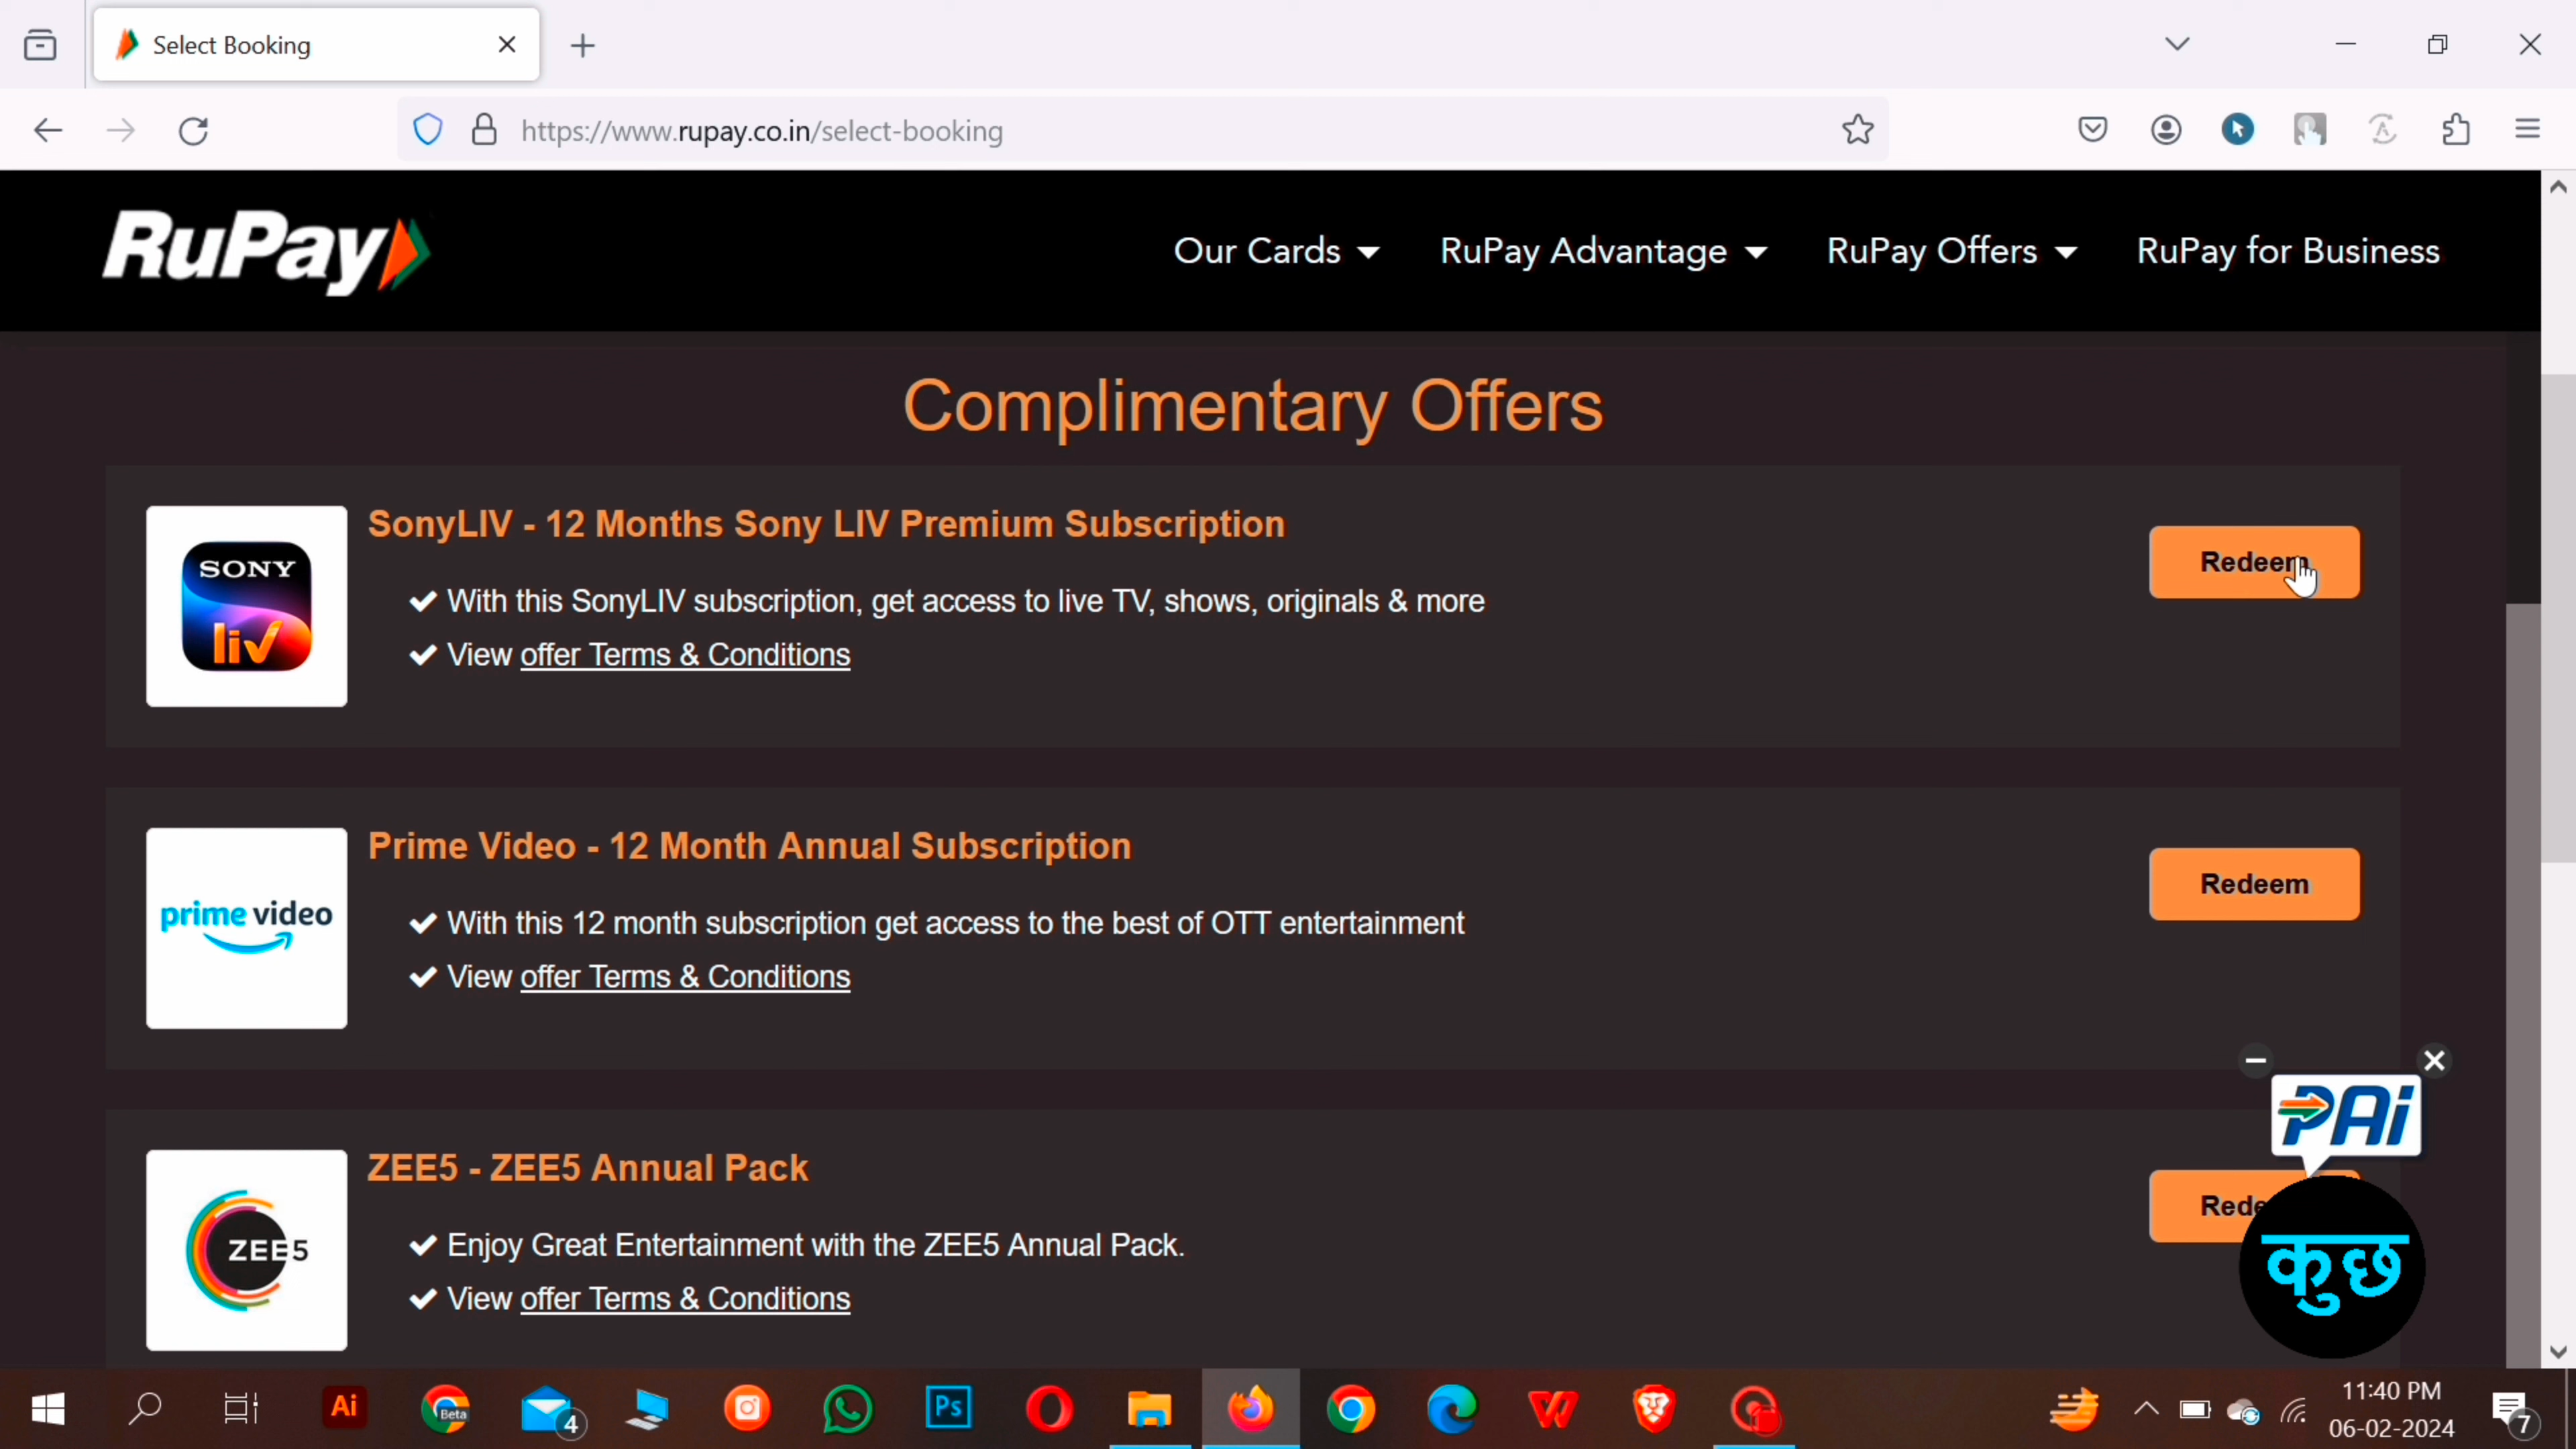 Select Booking
https://www.rupay.co.in/select-booking
RuPay
Our Cards
RuPay Advantage
RuPay Offers
RuPay for Business
Complimentary Offers
SONY
liv
SonyLIV - 12 Months Sony LIV Premium Subscription
With this SonyLIV subscription, get access to live TV, shows, originals & more
View offer Terms & Conditions
Redeem
prime video
Prime Video - 12 Month Annual Subscription
With this 12 month subscription get access to the best of OTT entertainment
View offer Terms & Conditions
Redeem
PAi
ZEE5
ZEE5 - ZEE5 Annual Pack
Enjoy Great Entertainment with the ZEE5 Annual Pack.
View offer Terms & Conditions
कुछ
Ai
Beta
4
Ps
11:40 PM
06-02-2024
7